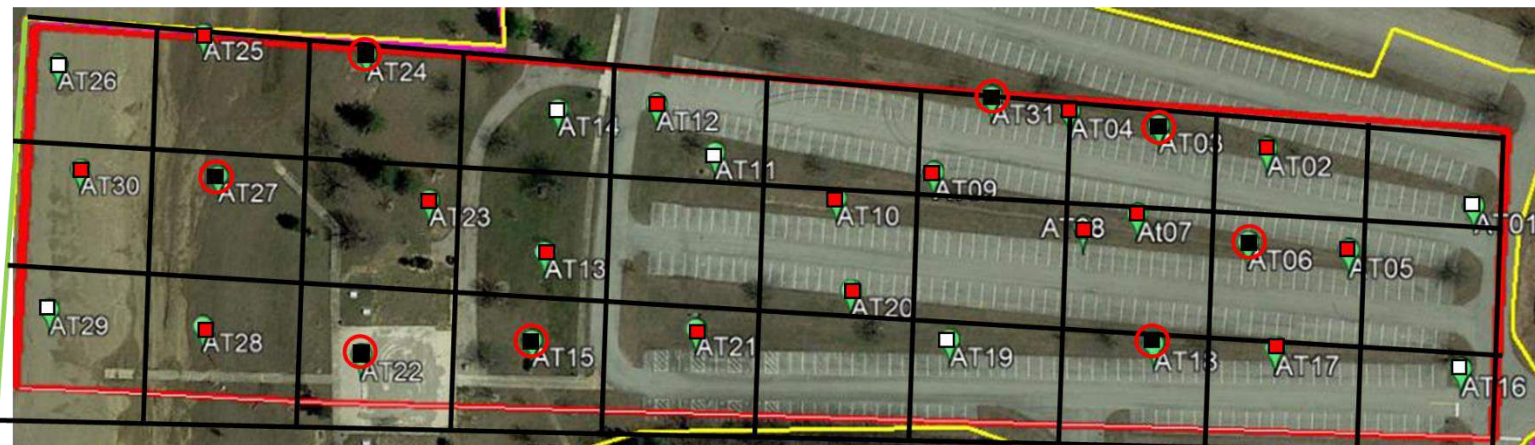 AT25
AT24
AT26
AT14
AT12
AT31
AT04
AT03
AT02
AT11
AT30
AT27
AT09
AT23
AT10
AT08
At07
AT01
AT06
AT05
AT13
AT29
AT28
AT20
AT22
AT15
AT21
AT19
AT18
AT17
AT16